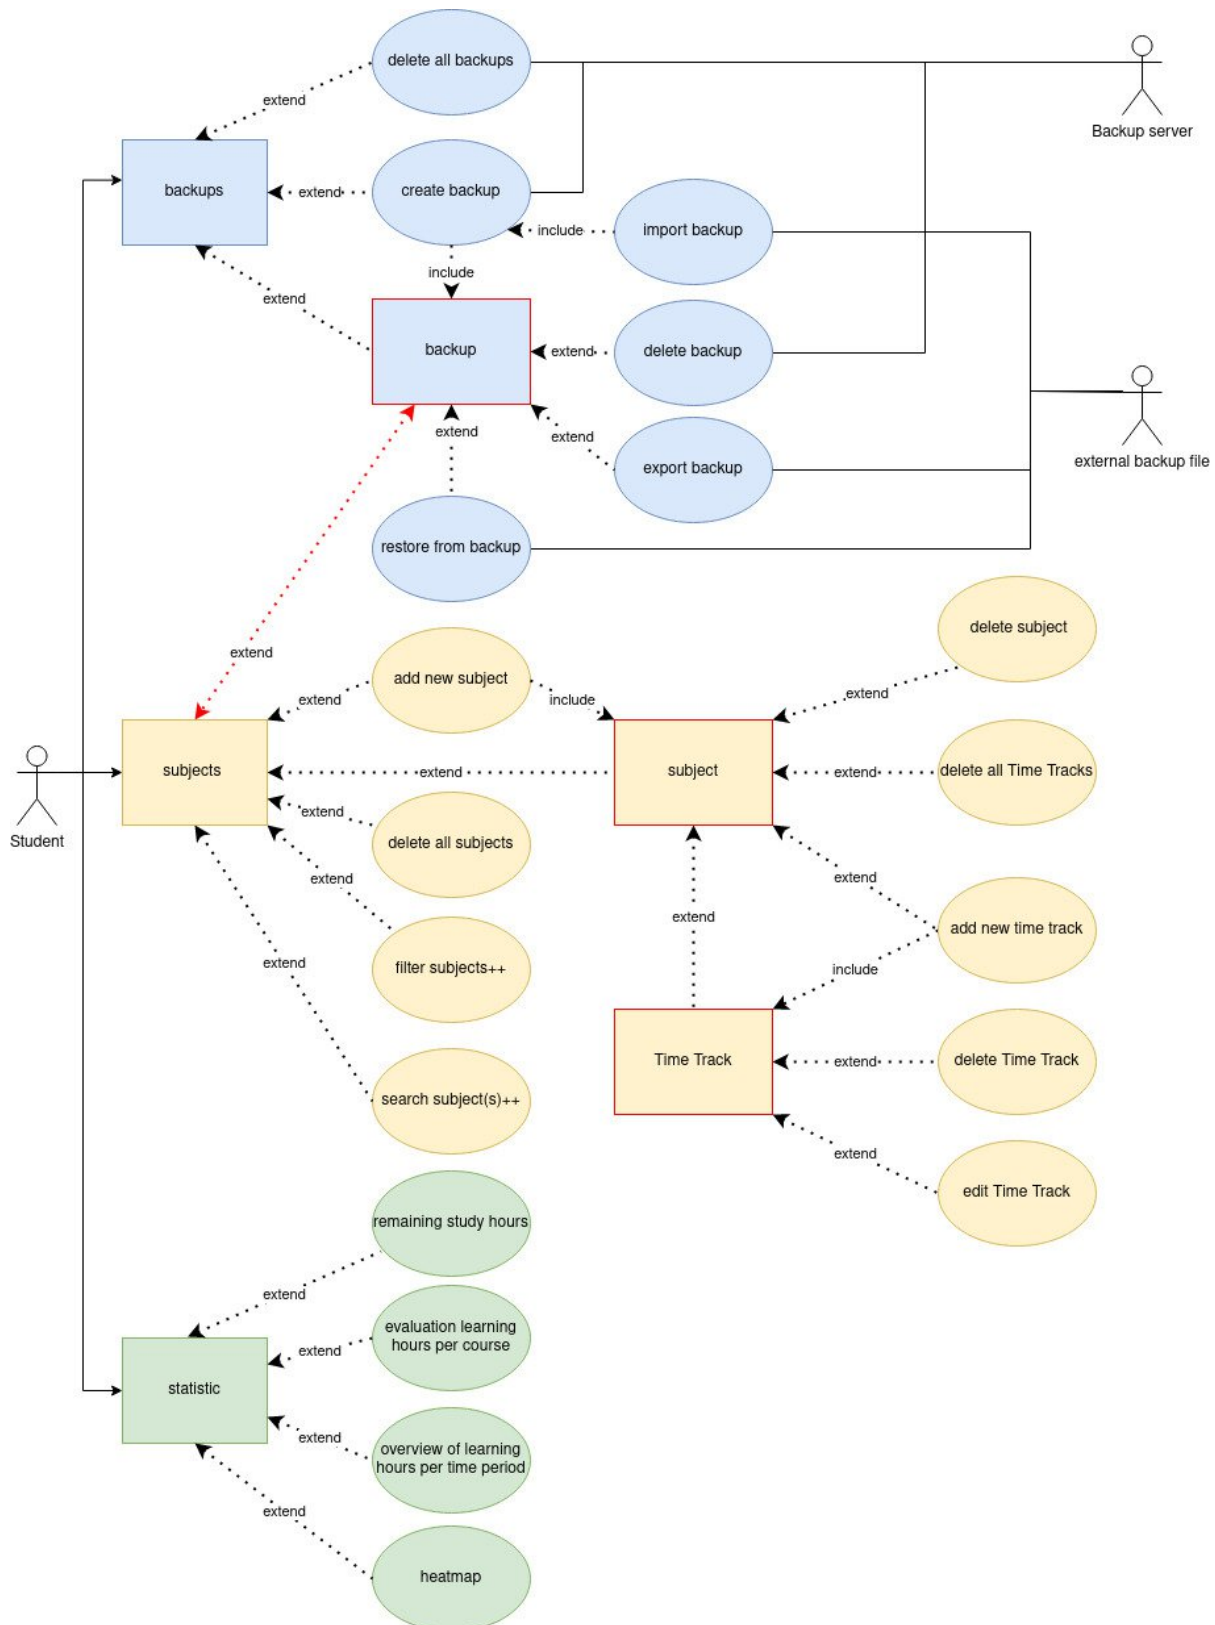 delete all backups
Backup server
extend
backups
extend
create backup
include
import backup
include
extend
backup
extend
delete backup
extend
extend
export backup
external backup file
restore from backup
delete subject
extend
add new subject
extend
include
extend
subjects
extend
subject
extend
delete all Time Tracks
Student
extend
delete all subjects
extend
extend
extend
add new time track
extend
filter subjects++
include
Time Track
extend
delete Time Track
search subject(s)++
extend
edit Time Track
remaining study hours
extend
evaluation learning
hours per course
extend
statistic
extend
overview of learning
hours per time period
extend
heatmap